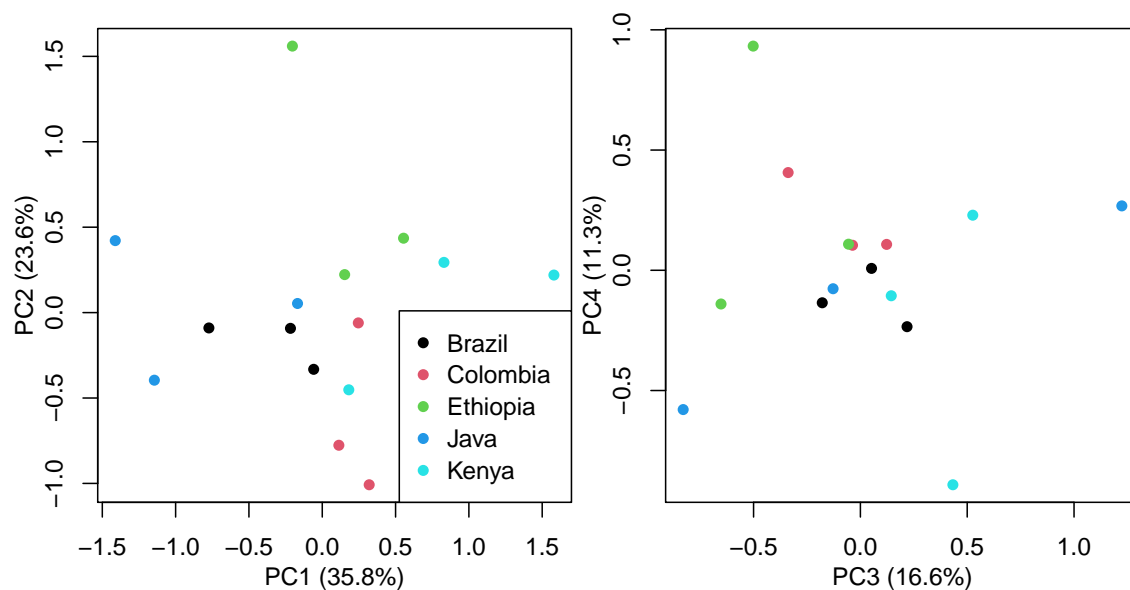 1.5
1.0
0.5
0.0
−0.5
−1.0
PC2 (23.6%)
−1.5 −1.0 −0.5 0.0 0.5 1.0 1.5
PC1 (35.8%)
Brazil
Colombia
Ethiopia
Java
Kenya
1.0
0.5
0.0
−0.5
PC4 (11.3%)
−0.5 0.0 0.5 1.0
PC3 (16.6%)